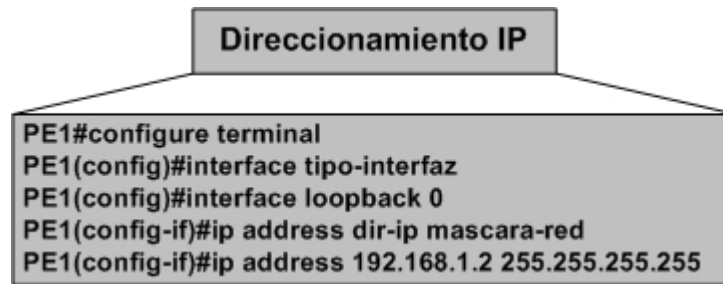 Direccionamiento IP
PE1#configure terminal
PE1(config)#interface tipo-interfaz
PE1(config)#interface loopback 0
PE1(config-if)#ip address dir-ip mascara-red
PE1(config-if)#ip address 192.168.1.2 255.255.255.255